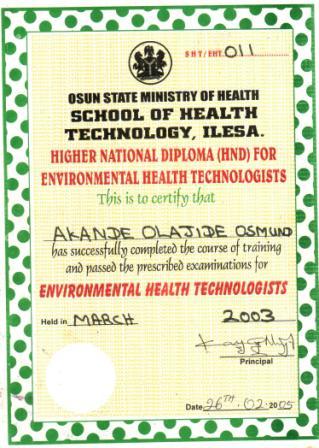 S H T / EHT. 011
OSUN STATE MINISTRY OF HEALTH
SCHOOL OF HEALTH
TECHNOLOGY, ILESA.
HIGHER NATIONAL DIPLOMA (HND) FOR
ENVIRONMENTAL HEALTH TECHNOLOGISTS
This is to certify that
AKANDE OLAJIDE OSMUND
has successfully completed the course of training
and passed the prescribed examinations for
ENVIRONMENTAL HEALTH TECHNOLOGISTS
Held in MARCH 2003
Principal
Date 26TH. 02. 2005